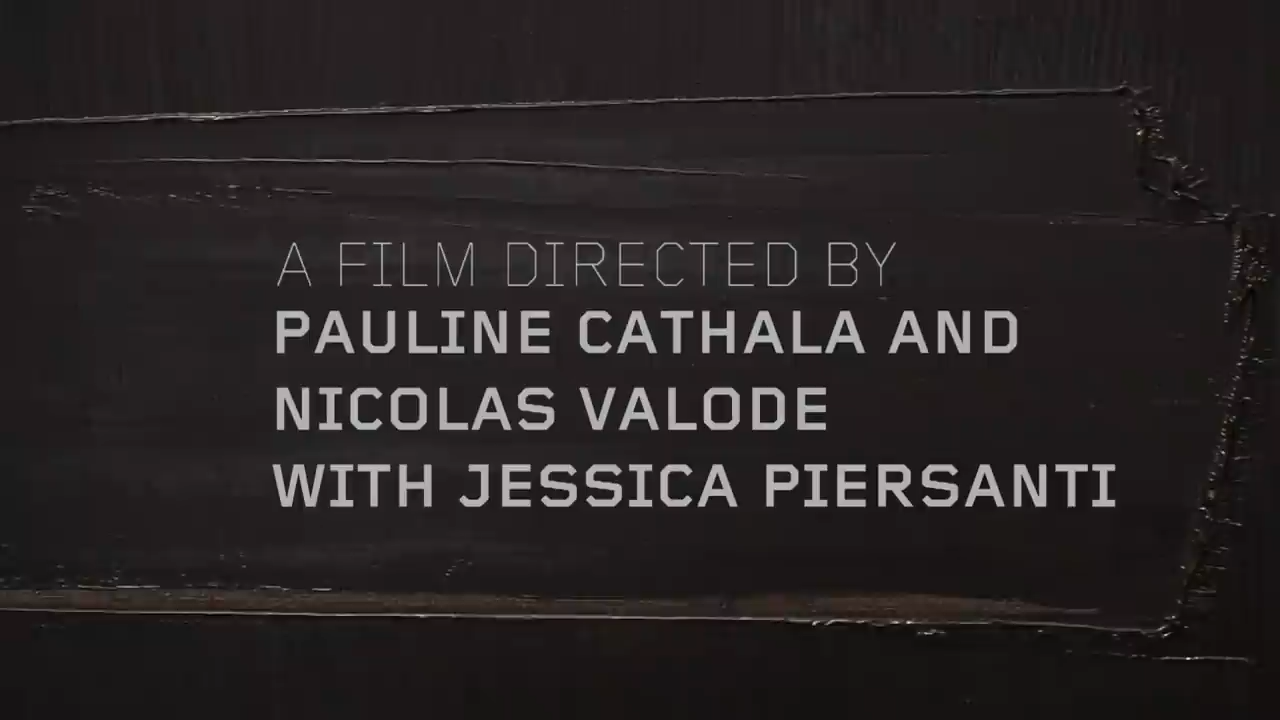 A FILM DIRECTED BY
PAULINE CATHALA AND
NICOLAS VALODE
WITH JESSICA PIERSANTI